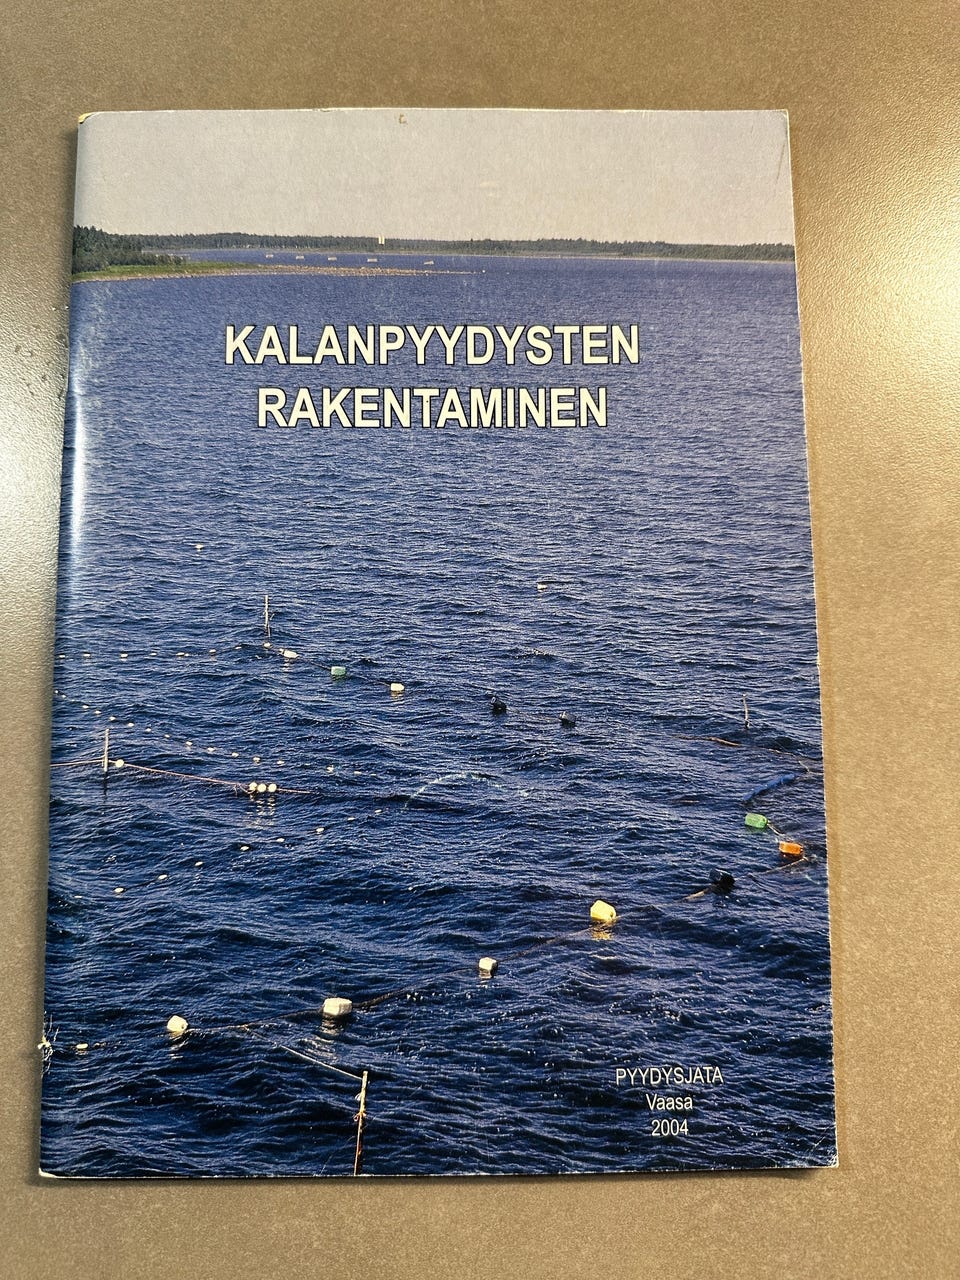 KALANPYYDYSTEN
RAKENTAMINEN
PYYDYSJATA
Vaasa
2004